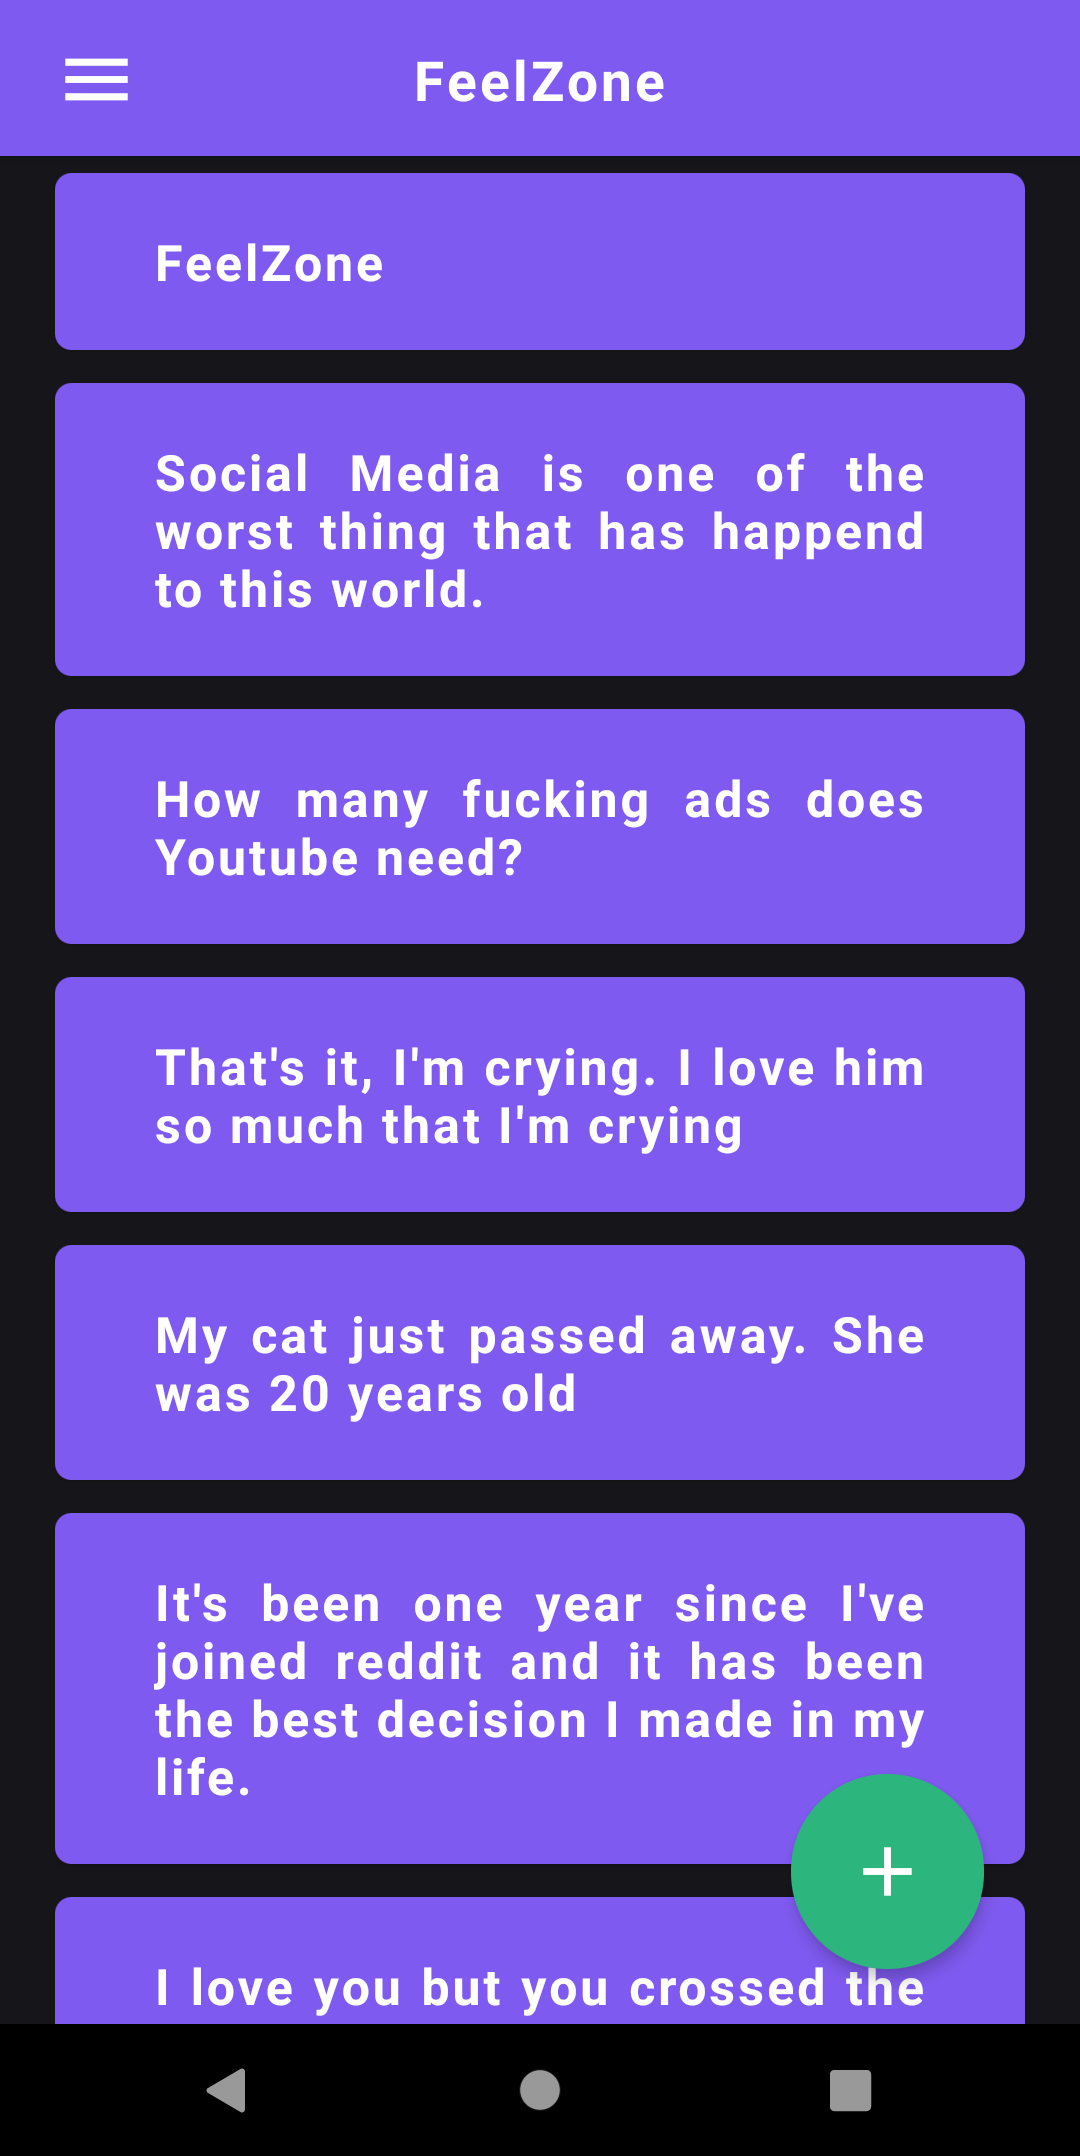 FeelZone
FeelZone
Social Media is one of the
worst thing that has happend
to this world.
How many fucking ads does
Youtube need?
That's it, I'm crying. I love him
so much that I'm crying
My cat just passed away. She
was 20 years old
It's been one year since I've
joined reddit and it has been
the best decision I made in my
life.
I love you but you crossed the